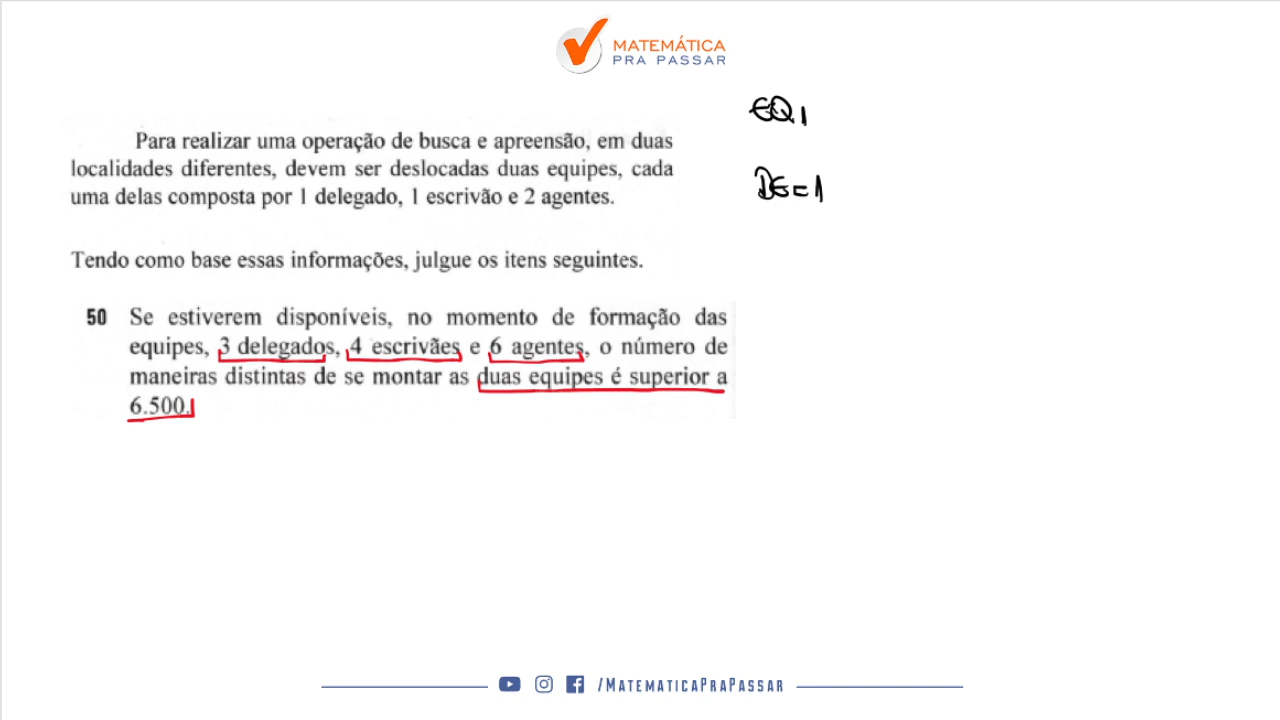 MATEMÁTICA
PRA PASSAR
EQ1
Para realizar uma operação de busca e apreensão, em duas
localidades diferentes, devem ser deslocadas duas equipes, cada
uma delas composta por 1 delegado, 1 escrivão e 2 agentes.
DE = 1
Tendo como base essas informações, julgue os itens seguintes.
50 Se estiverem disponíveis, no momento de formação das
equipes, 3 delegados, 4 escrivães e 6 agentes, o número de
maneiras distintas de se montar as duas equipes é superior a
6.500.
/MATEMATICAPRAPASSAR